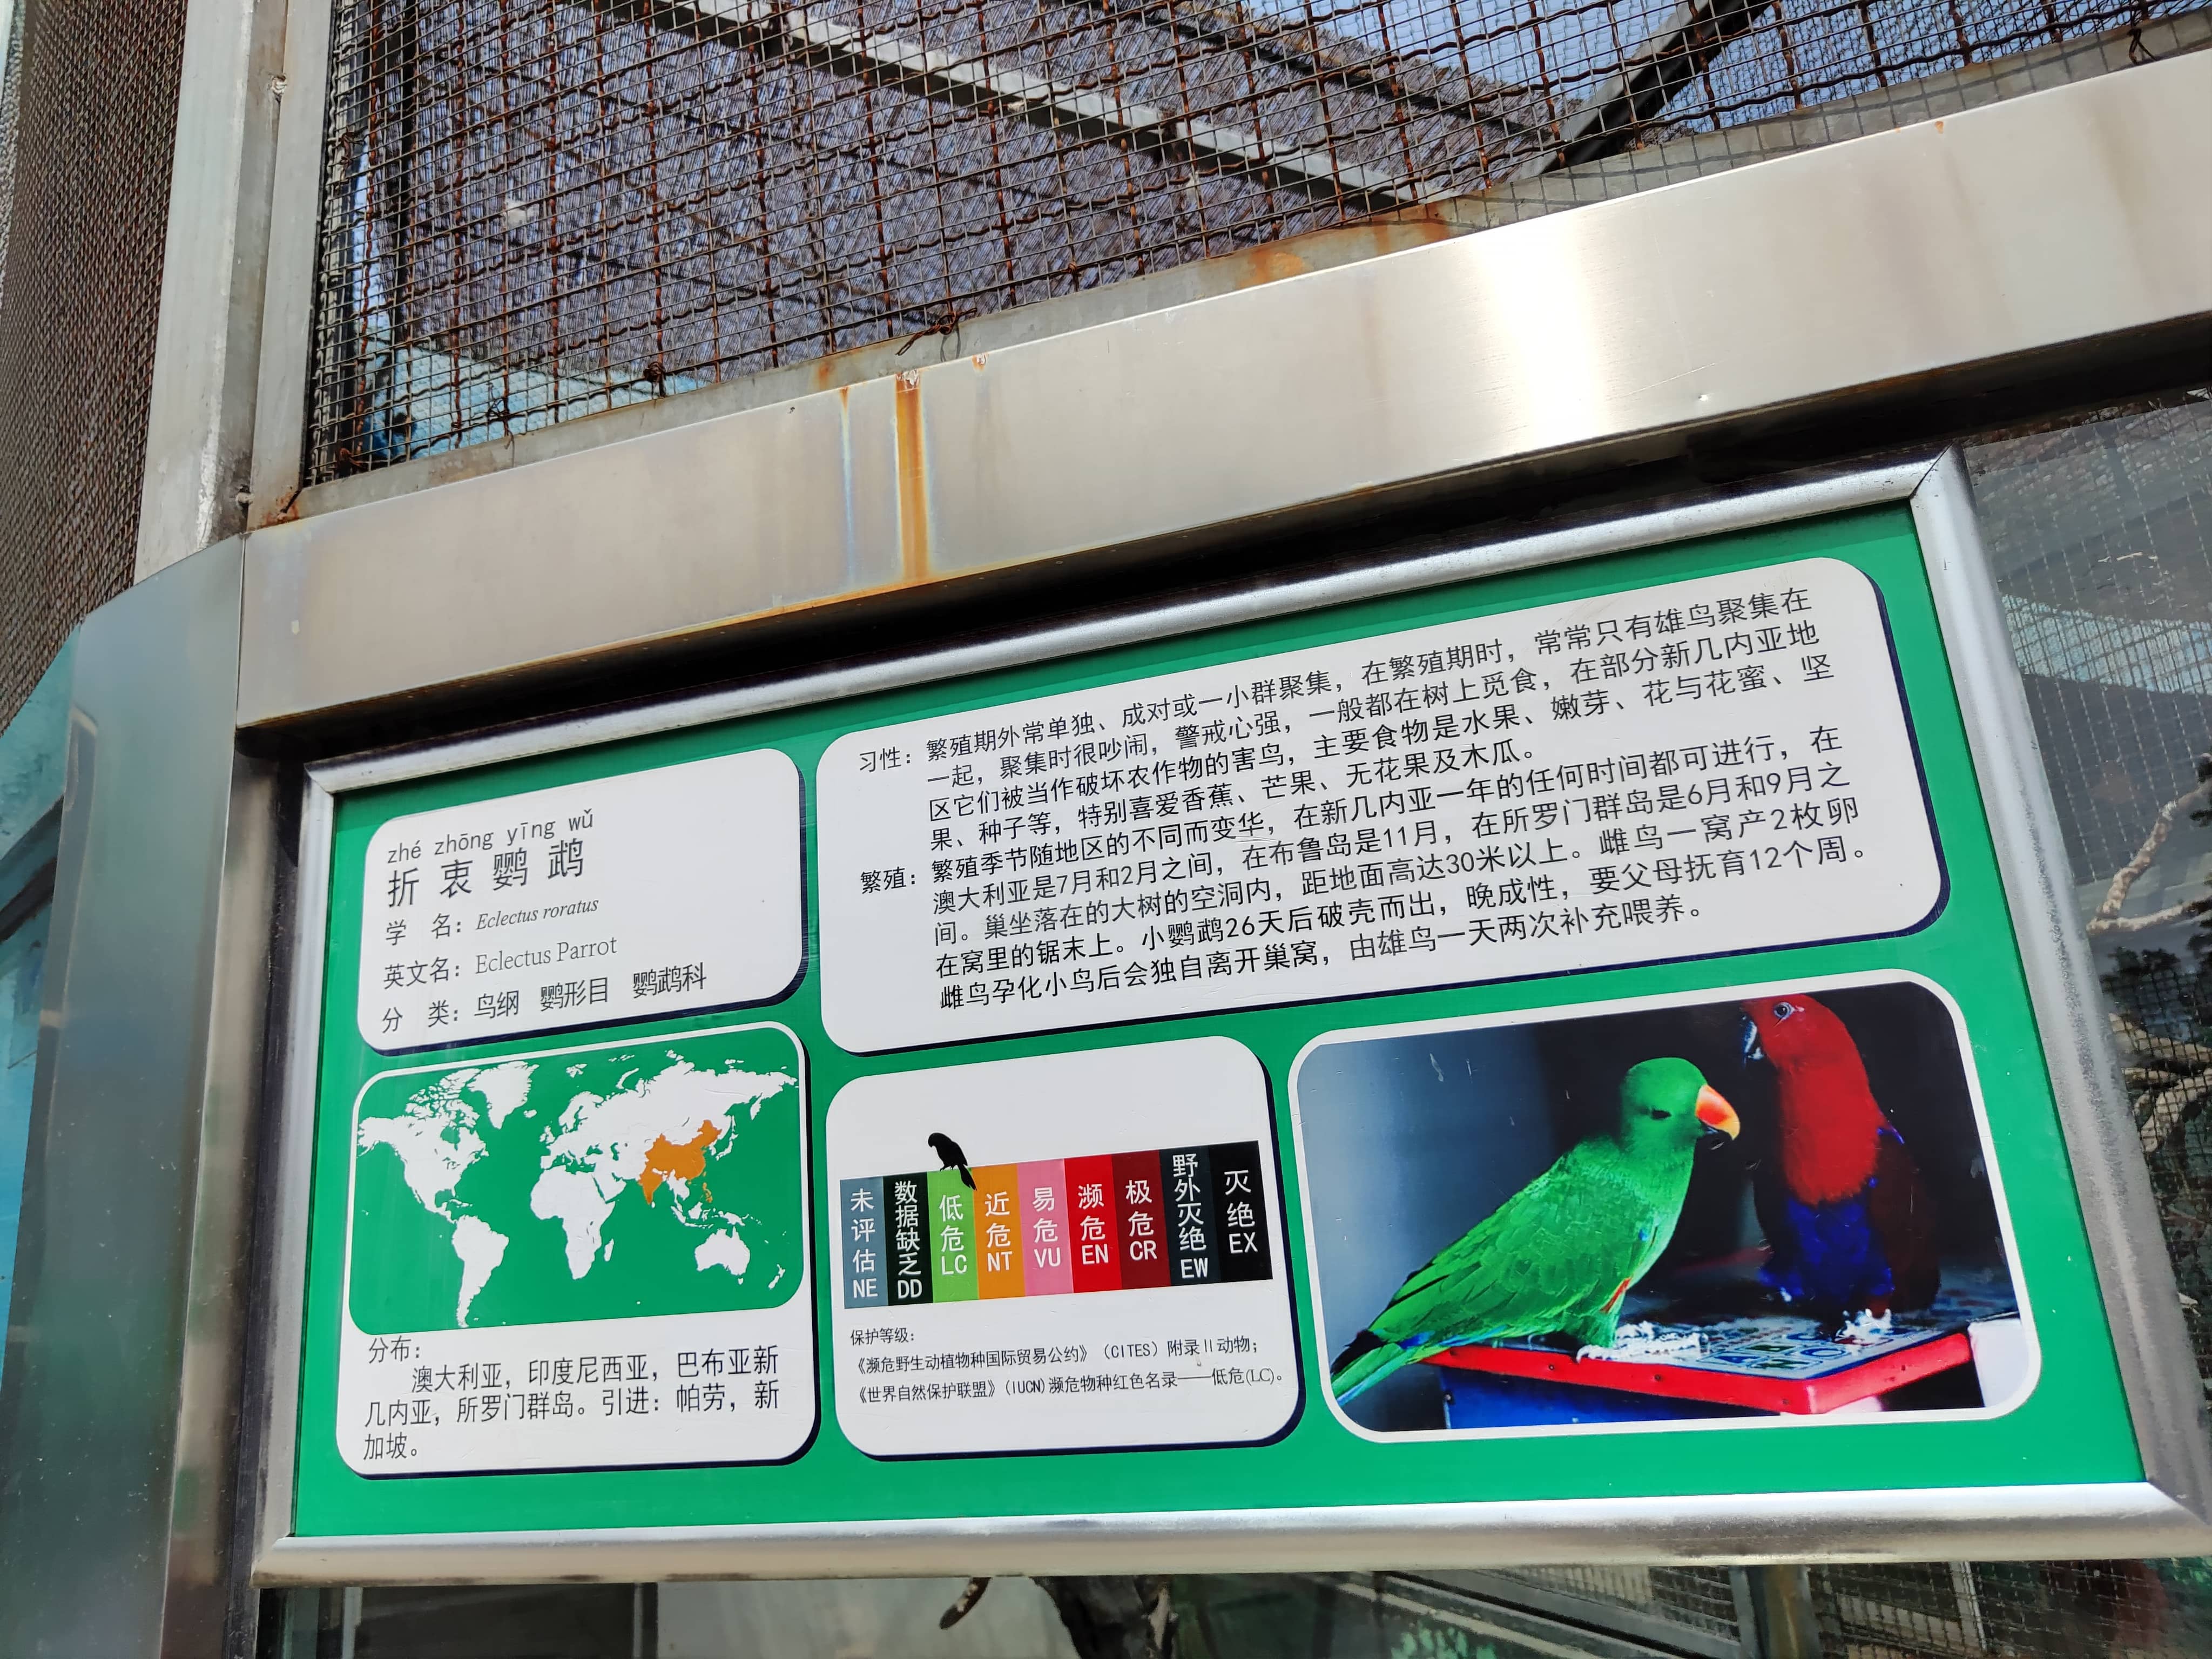 zhé zhōng yīng wǔ
折衷鹦鹉
学 名：Eclectus roratus
英文名：Eclectus Parrot
分 类：鸟纲 鹦形目 鹦鹉科
习性：繁殖期外常单独、成对或一小群聚集，在繁殖期时，常常只有雄鸟聚集在
一起，聚集时很吵闹，警戒心强，一般都在树上觅食，在部分新几内亚地
区它们被当作破坏农作物的害鸟，主要食物是水果、嫩芽、花与花蜜、坚
果、种子等，特别喜爱香蕉、芒果、无花果及木瓜。
繁殖：繁殖季节随地区的不同而变华，在新几内亚一年的任何时间都可进行，在
澳大利亚是7月和2月之间，在布鲁岛是11月，在所罗门群岛是6月和9月之
间。巢坐落在的大树的空洞内，距地面高达30米以上。雌鸟一窝产2枚卵
在窝里的锯末上。小鹦鹉26天后破壳而出，晚成性，要父母抚育12个周。
雌鸟孕化小鸟后会独自离开巢窝，由雄鸟一天两次补充喂养。
分布：
澳大利亚，印度尼西亚，巴布亚新
几内亚，所罗门群岛。引进：帕劳，新
加坡。
未评估NE
数据缺乏DD
低危LC
近危NT
易危VU
濒危EN
极危CR
野外灭绝EW
灭绝EX
保护等级：
《濒危野生动植物种国际贸易公约》（CITES）附录Ⅱ动物；
《世界自然保护联盟》(IUCN)濒危物种红色名录——低危(LC)。